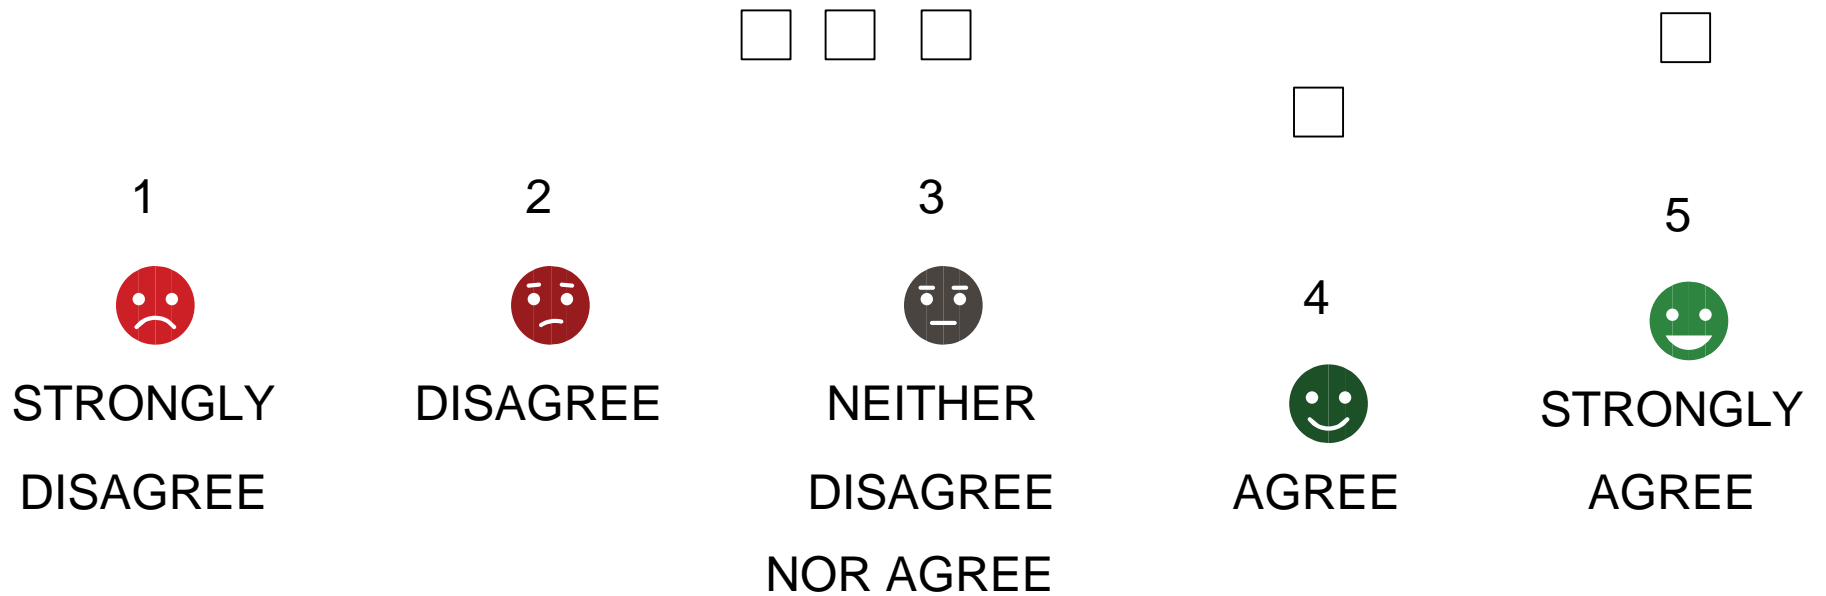 1
STRONGLY
DISAGREE
2
DISAGREE
3
NEITHER
DISAGREE
NOR AGREE
4
AGREE
5
STRONGLY
AGREE